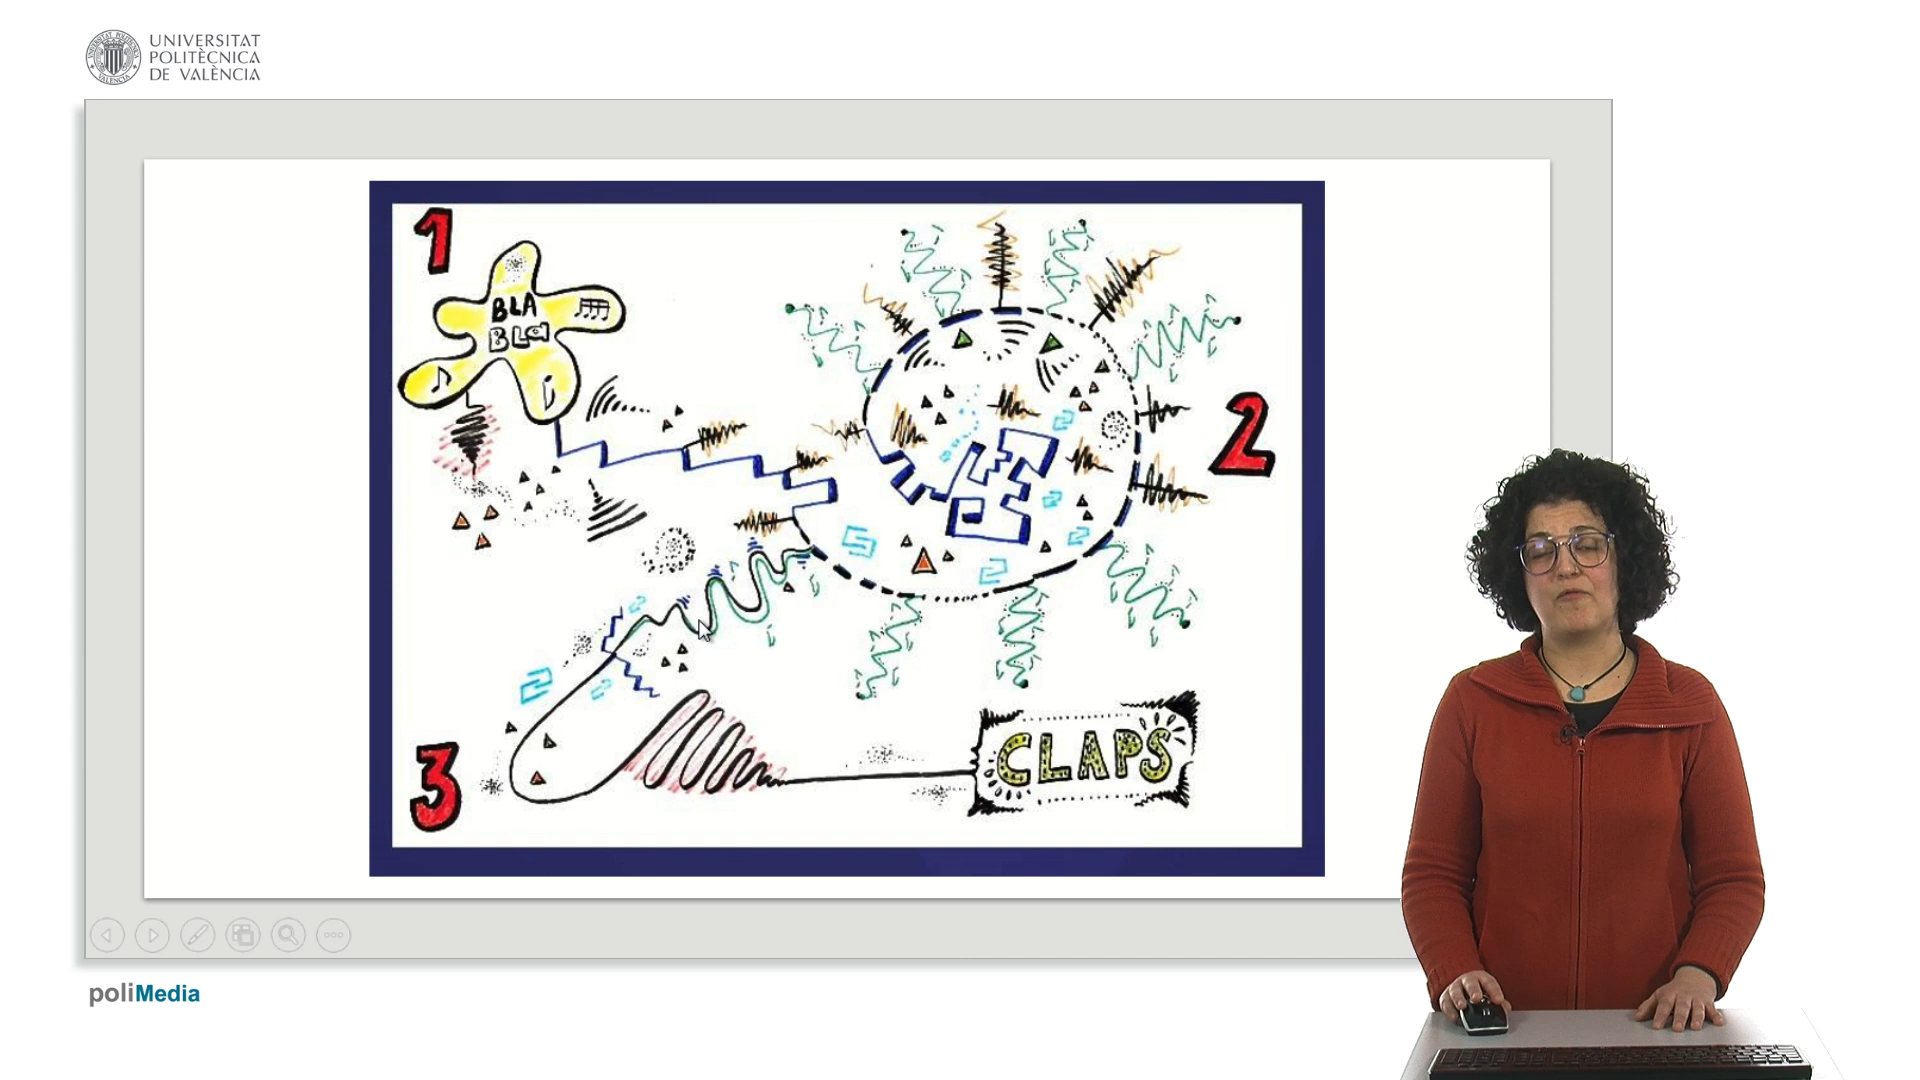 UNIVERSITAT
POLITÈCNICA
DE VALÈNCIA
1
BLA
BLa
2
3
CLAPS
poliMedia